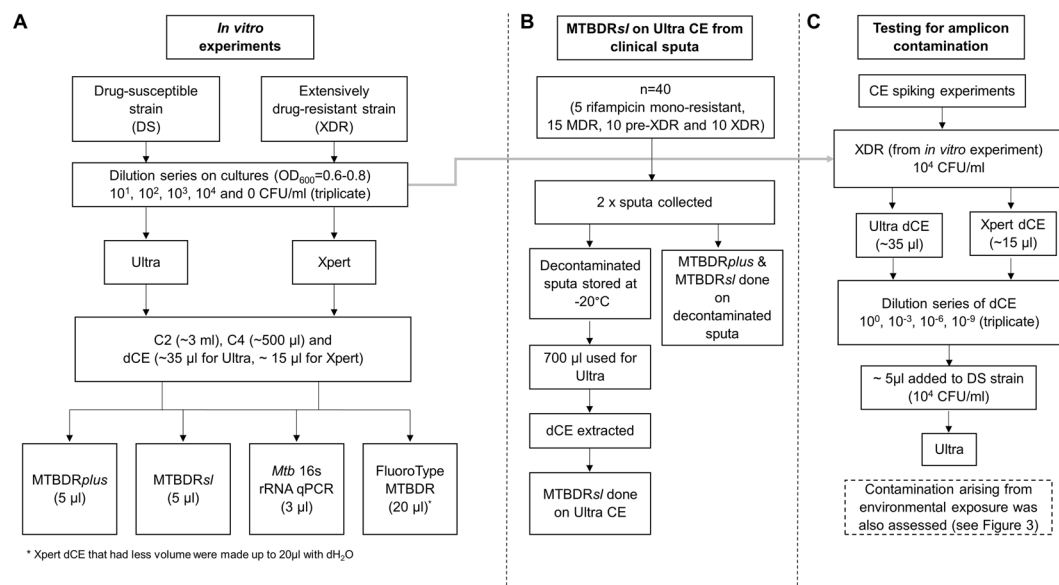 A
In vitro
experiments
Drug-susceptible
strain
(DS)
Extensively
drug-resistant strain
(XDR)
Dilution series on cultures (OD600=0.6-0.8)
10¹, 10², 10³, 10⁴ and 0 CFU/ml (triplicate)
Ultra
Xpert
C2 (~3 ml), C4 (~500 µl) and
dCE (~35 µl for Ultra, ~ 15 µl for Xpert)
MTBDRplus
(5 µl)
MTBDRsl
(5 µl)
Mtb 16s
rRNA qPCR
(3 µl)
FluoroType
MTBDR
(20 µl)*
* Xpert dCE that had less volume were made up to 20µl with dH₂O
B
MTBDRsl on Ultra CE from
clinical sputa
n=40
(5 rifampicin mono-resistant,
15 MDR, 10 pre-XDR and 10 XDR)
2 x sputa collected
Decontaminated
sputa stored at
-20°C
MTBDRplus &
MTBDRsl done
on
decontaminated
sputa
700 µl used for
Ultra
dCE extracted
MTBDRsl done
on Ultra CE
C
Testing for amplicon
contamination
CE spiking experiments
XDR (from in vitro experiment)
10⁴ CFU/ml
Ultra dCE
(~35 µl)
Xpert dCE
(~15 µl)
Dilution series of dCE
10⁰, 10⁻³, 10⁻⁶, 10⁻⁹ (triplicate)
~ 5µl added to DS strain
(10⁴ CFU/ml)
Ultra
Contamination arising from
environmental exposure was
also assessed (see Figure 3)